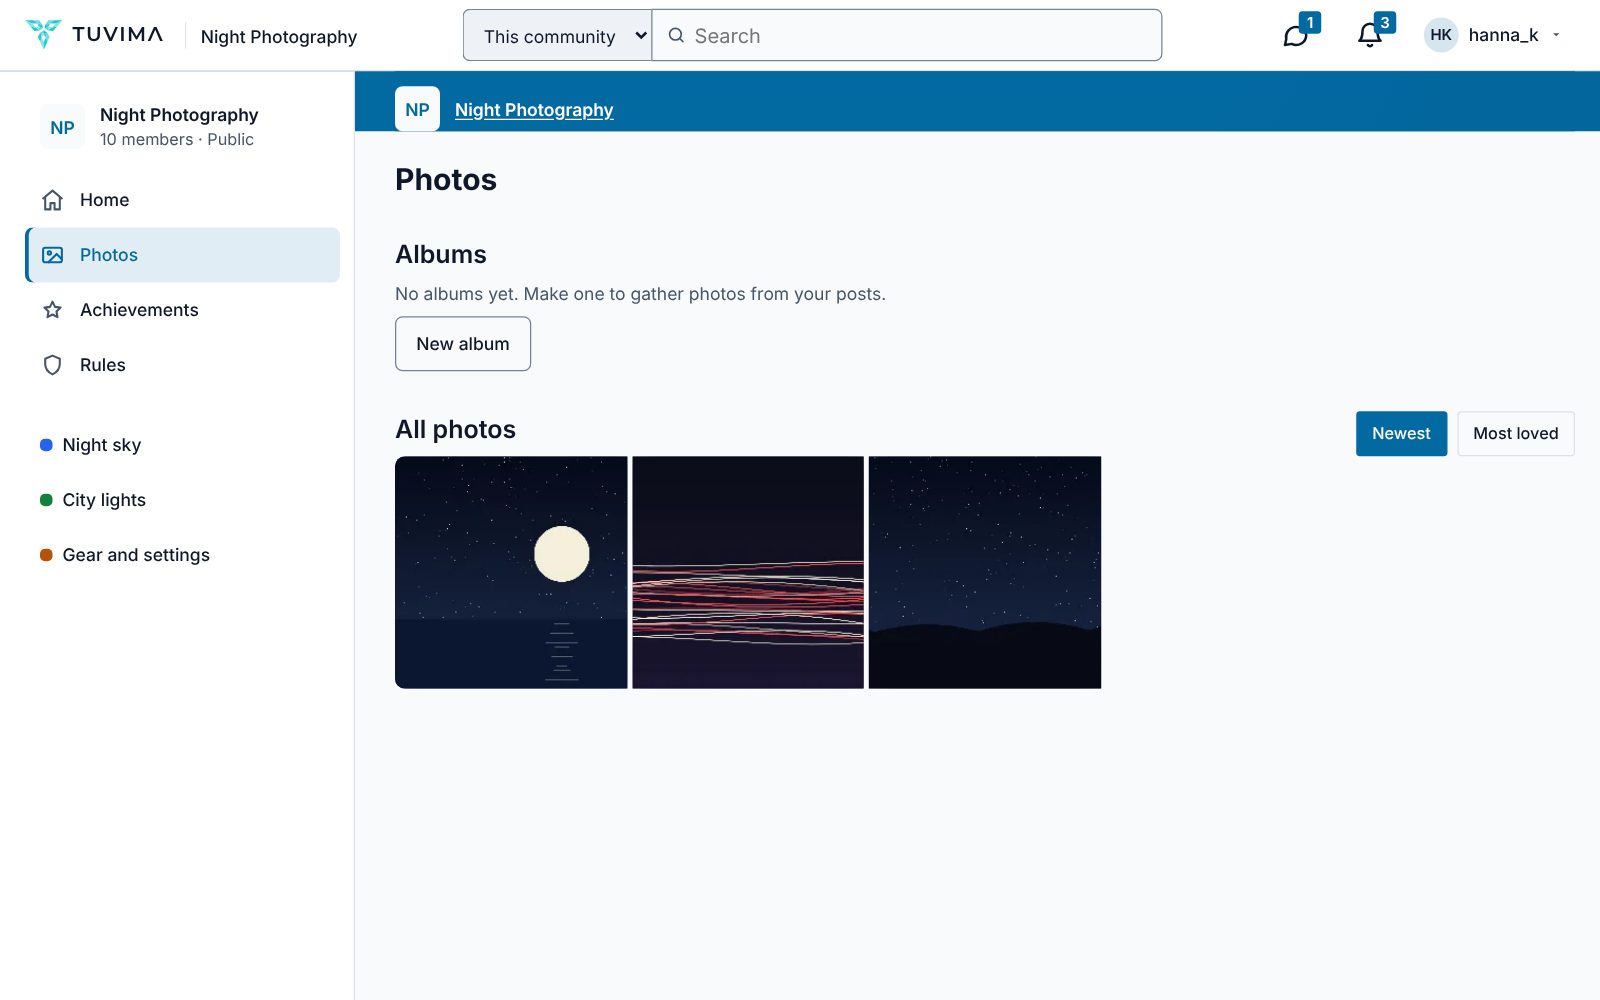 TUVIMA
Night Photography
This community
Search
1
3
HK
hanna_k
NP
Night Photography
10 members · Public
Home
Photos
Achievements
Rules
Night sky
City lights
Gear and settings
NP
Night Photography
Photos
Albums
No albums yet. Make one to gather photos from your posts.
New album
All photos
Newest
Most loved